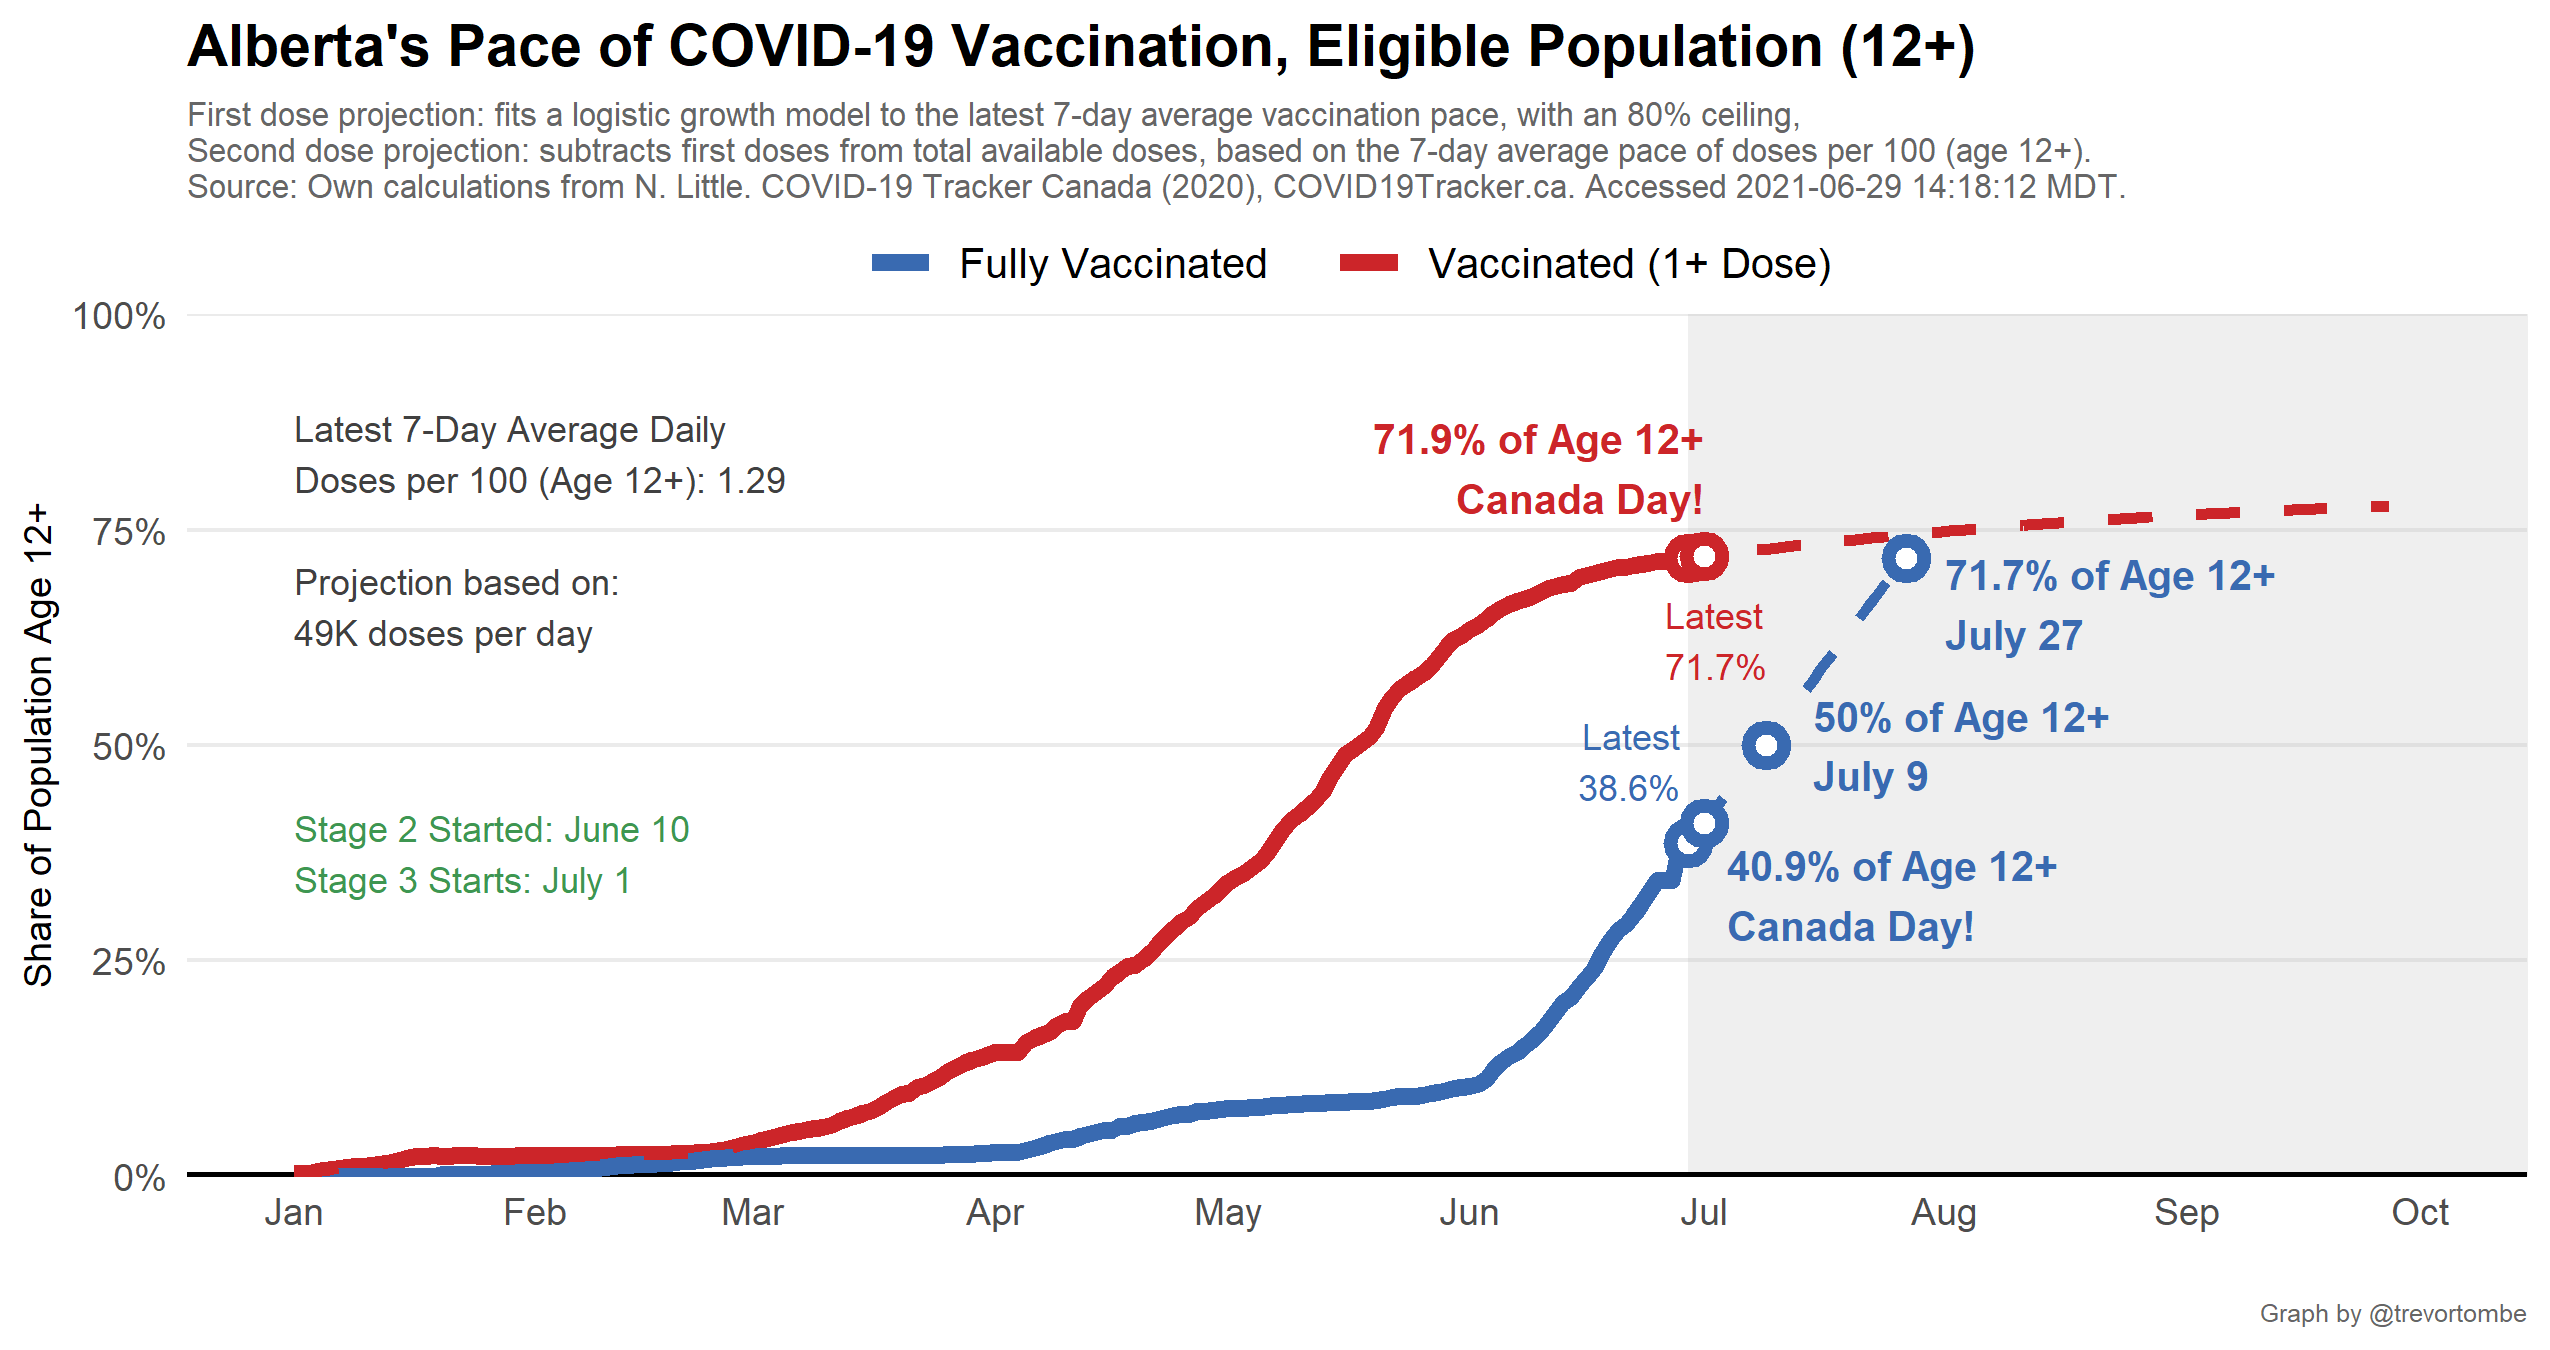 Alberta's Pace of COVID-19 Vaccination, Eligible Population (12+)
First dose projection: fits a logistic growth model to the latest 7-day average vaccination pace, with an 80% ceiling,
Second dose projection: subtracts first doses from total available doses, based on the 7-day average pace of doses per 100 (age 12+).
Source: Own calculations from N. Little. COVID-19 Tracker Canada (2020), COVID19Tracker.ca. Accessed 2021-06-29 14:18:12 MDT.
Fully Vaccinated
Vaccinated (1+ Dose)
Share of Population Age 12+
100%
75%
50%
25%
0%
Latest 7-Day Average Daily
Doses per 100 (Age 12+): 1.29
Projection based on:
49K doses per day
Stage 2 Started: June 10
Stage 3 Starts: July 1
71.9% of Age 12+
Canada Day!
Latest
71.7%
Latest
38.6%
71.7% of Age 12+
July 27
50% of Age 12+
July 9
40.9% of Age 12+
Canada Day!
Jan
Feb
Mar
Apr
May
Jun
Jul
Aug
Sep
Oct
Graph by @trevortombe